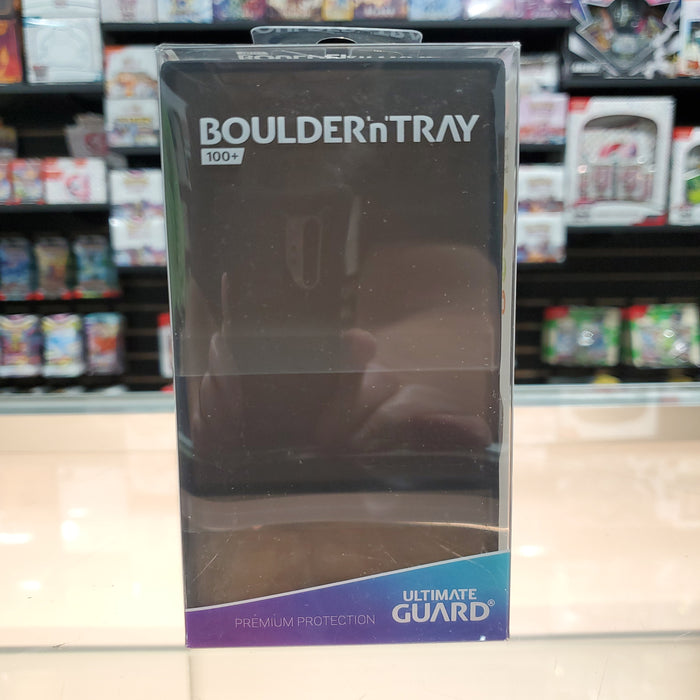 BOULDER'n'TRAY
100+
PREMIUM PROTECTION
ULTIMATE
GUARD®